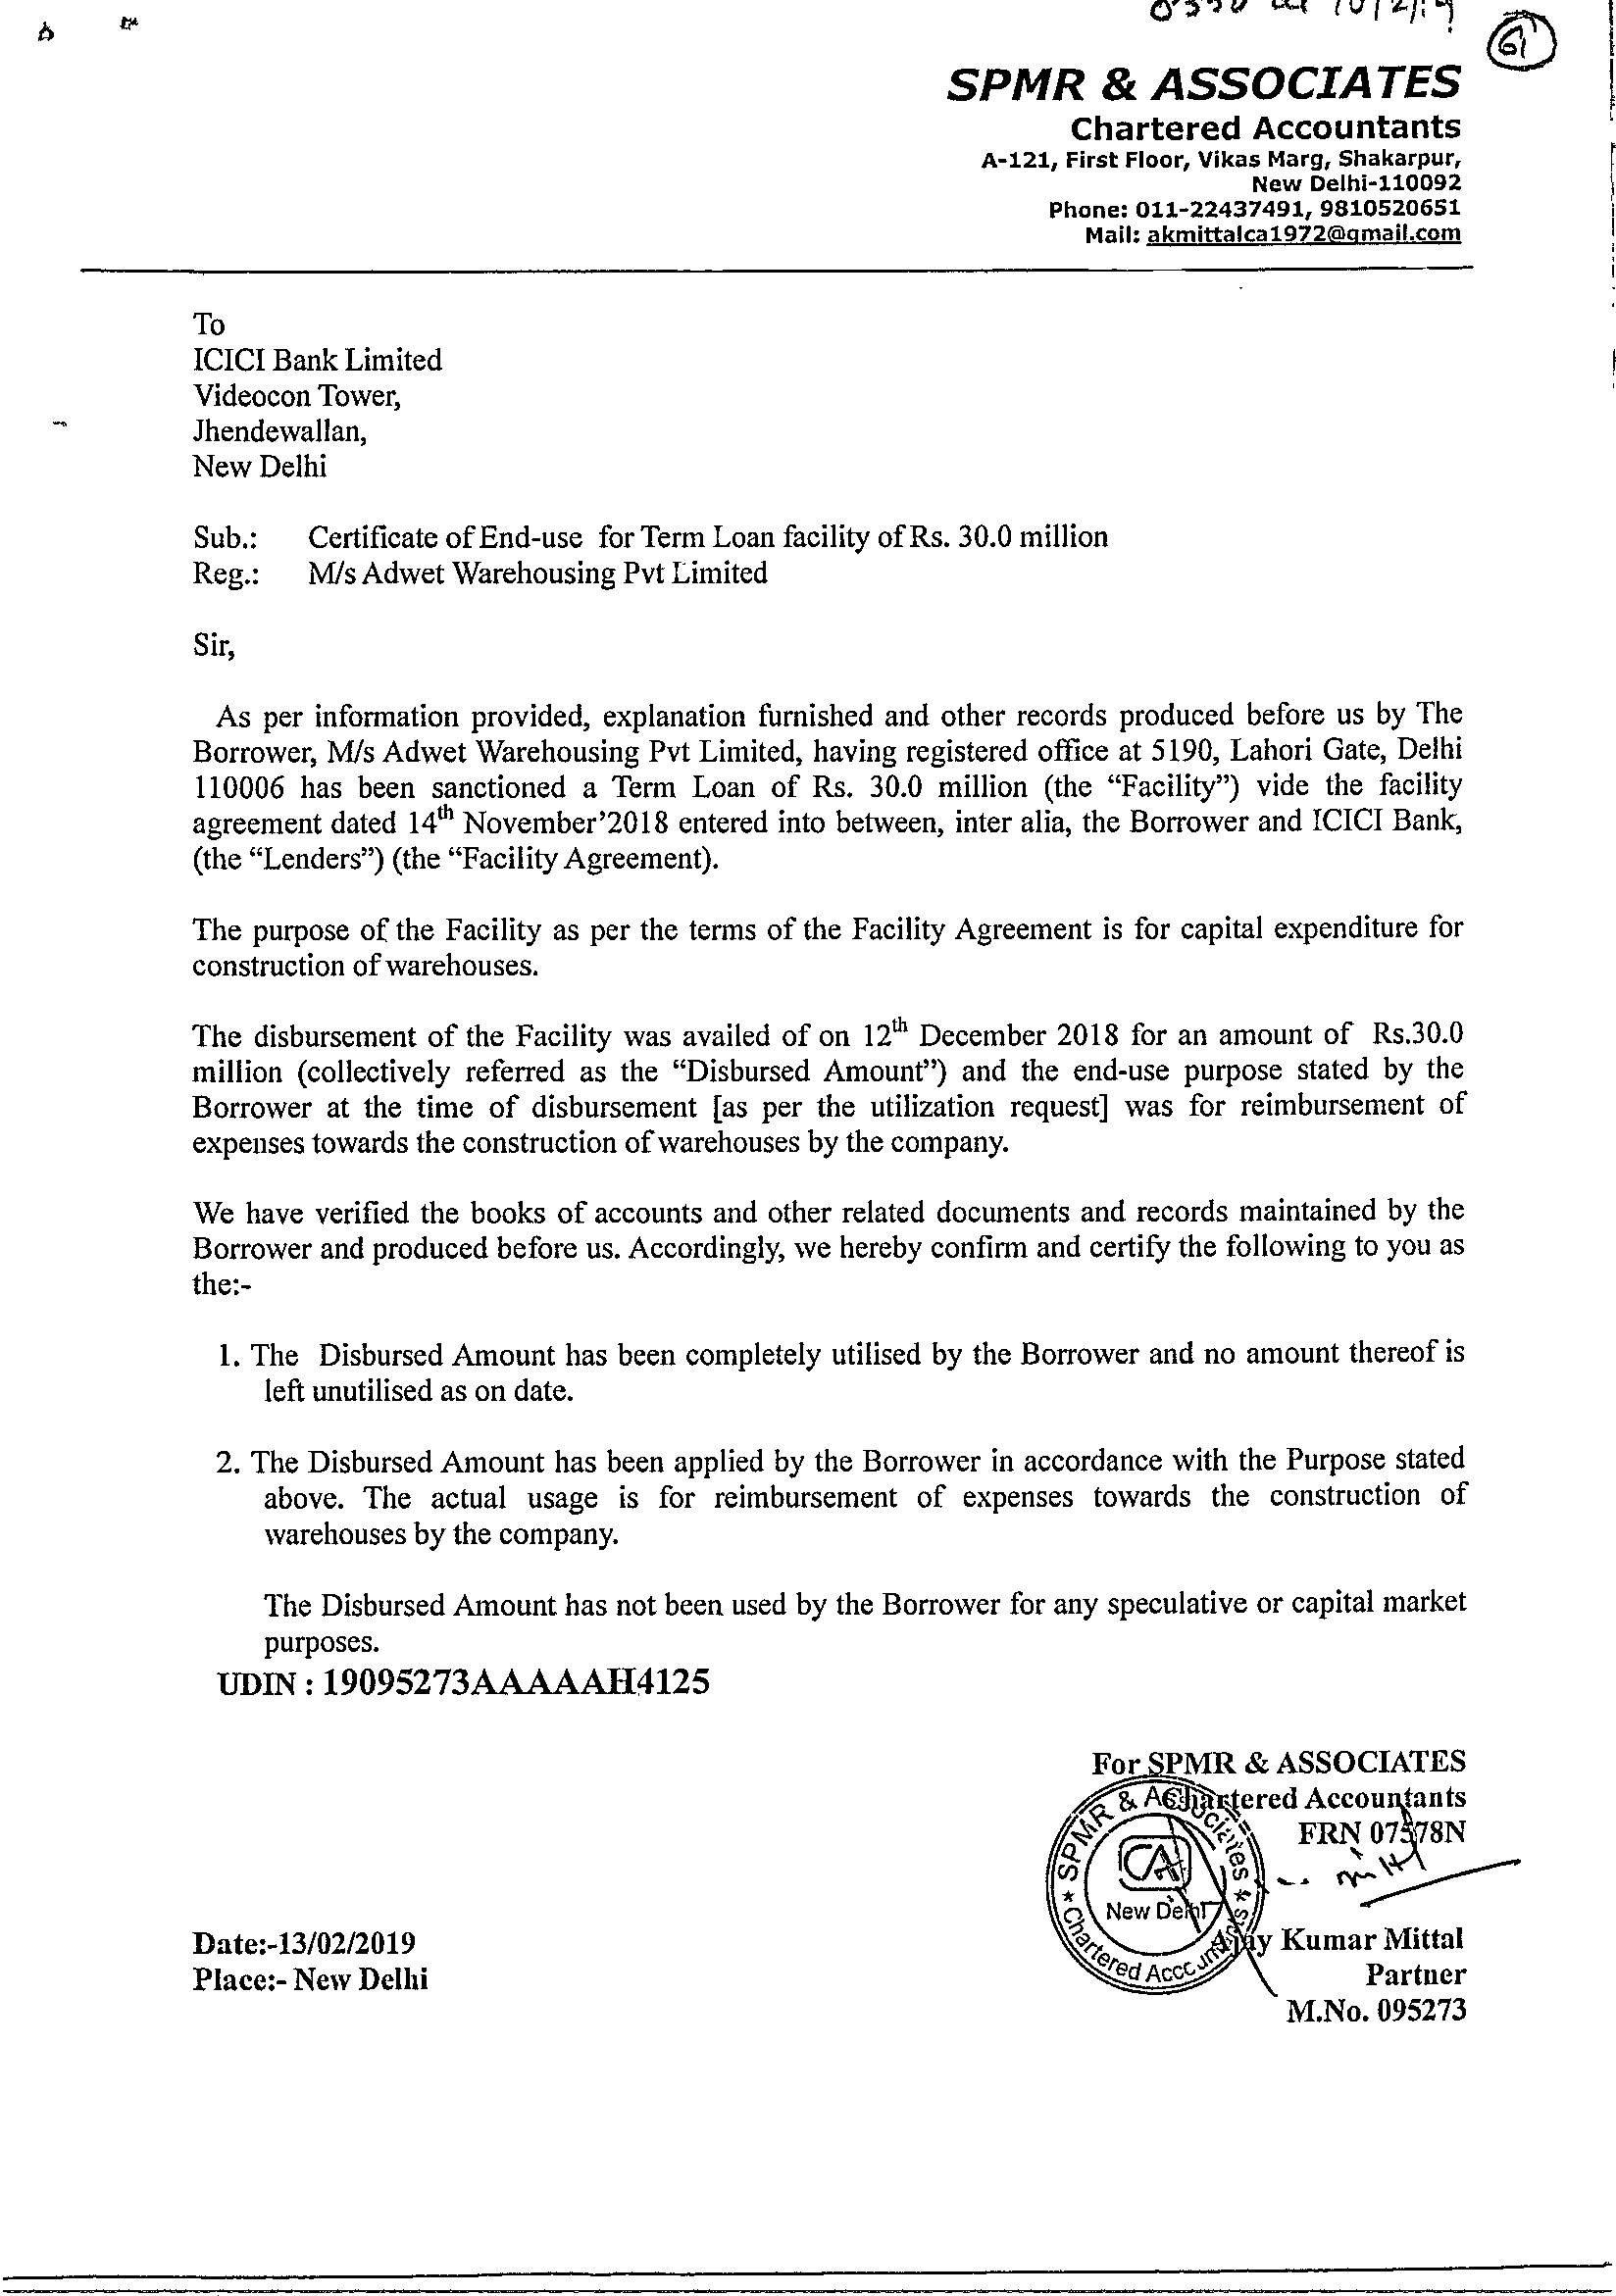 SPMR & ASSOCIATES
Chartered Accountants
A-121, First Floor, Vikas Marg, Shakarpur,
New Delhi-110092
Phone: 011-22437491, 9810520651
Mail: akmittalca1972@gmail.com
To
ICICI Bank Limited
Videocon Tower,
Jhendewallan,
New Delhi
Sub.: Certificate of End-use for Term Loan facility of Rs. 30.0 million
Reg.: M/s Adwet Warehousing Pvt Limited
Sir,
As per information provided, explanation furnished and other records produced before us by The
Borrower, M/s Adwet Warehousing Pvt Limited, having registered office at 5190, Lahori Gate, Delhi
110006 has been sanctioned a Term Loan of Rs. 30.0 million (the “Facility”) vide the facility
agreement dated 14th November’2018 entered into between, inter alia, the Borrower and ICICI Bank,
(the “Lenders”) (the “Facility Agreement).
The purpose of the Facility as per the terms of the Facility Agreement is for capital expenditure for
construction of warehouses.
The disbursement of the Facility was availed of on 12th December 2018 for an amount of Rs.30.0
million (collectively referred as the “Disbursed Amount”) and the end-use purpose stated by the
Borrower at the time of disbursement [as per the utilization request] was for reimbursement of
expenses towards the construction of warehouses by the company.
We have verified the books of accounts and other related documents and records maintained by the
Borrower and produced before us. Accordingly, we hereby confirm and certify the following to you as
the:-
1. The Disbursed Amount has been completely utilised by the Borrower and no amount thereof is
left unutilised as on date.
2. The Disbursed Amount has been applied by the Borrower in accordance with the Purpose stated
above. The actual usage is for reimbursement of expenses towards the construction of
warehouses by the company.
The Disbursed Amount has not been used by the Borrower for any speculative or capital market
purposes.
UDIN : 19095273AAAAAH4125
For SPMR & ASSOCIATES
Chartered Accountants
FRN 07578N
SPMR & Associates
CA
New Delhi
Chartered Accountants
Date:-13/02/2019
Place:- New Delhi
Ajay Kumar Mittal
Partner
M.No. 095273